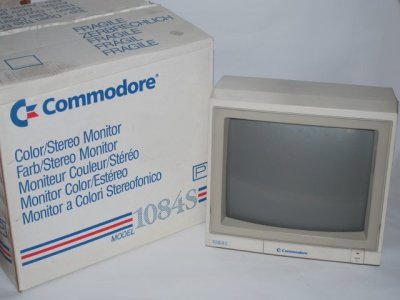 FRAGILE
ZERBRECHLICH
FRAGILE
FRAGIL
FRAGILE
Commodore®
Color/Stereo Monitor
Farb/Stereo Monitor
Moniteur Couleur/Stéréo
Monitor Color/Estéreo
Monitor a Colori Stereofonico
MODEL 1084S
P
1084S
Commodore